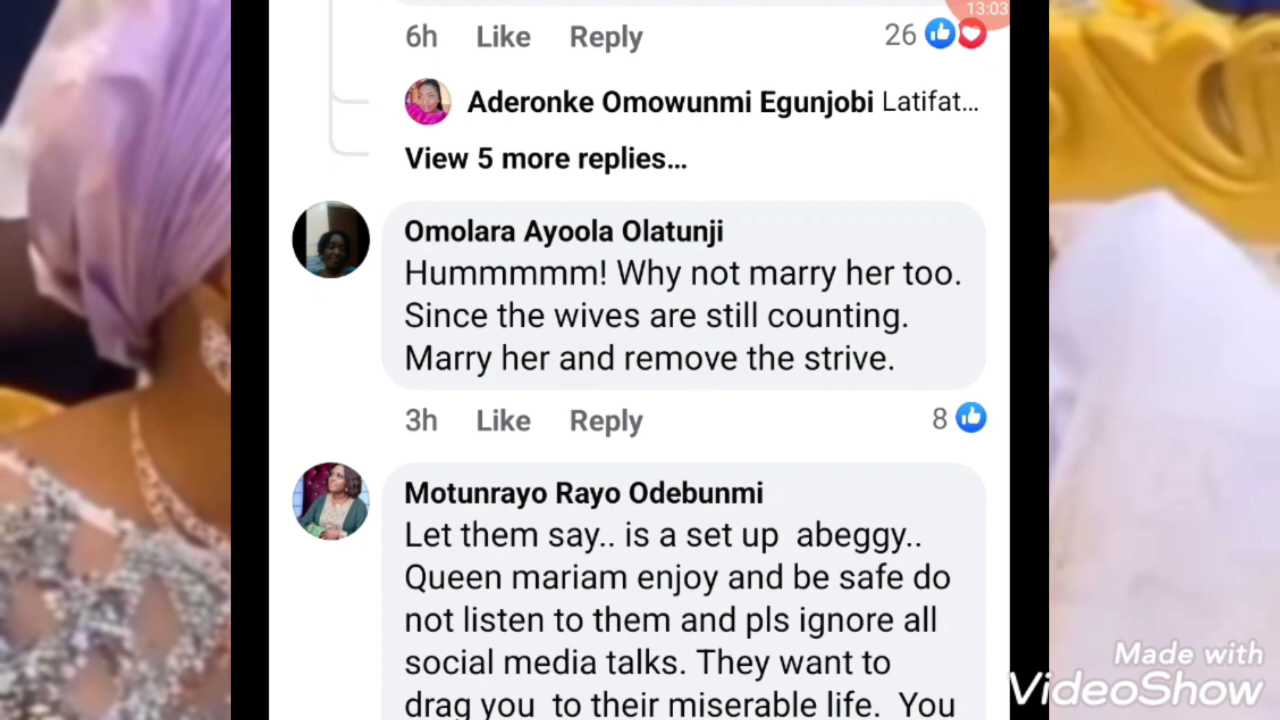 13:03
6h Like Reply 26
Aderonke Omowunmi Egunjobi Latifat...
View 5 more replies...
Omolara Ayoola Olatunji
Hummmmm! Why not marry her too.
Since the wives are still counting.
Marry her and remove the strive.
3h Like Reply 8
Motunrayo Rayo Odebunmi
Let them say.. is a set up abeggy..
Queen mariam enjoy and be safe do
not listen to them and pls ignore all
social media talks. They want to
drag you to their miserable life. You
Made with
VideoShow